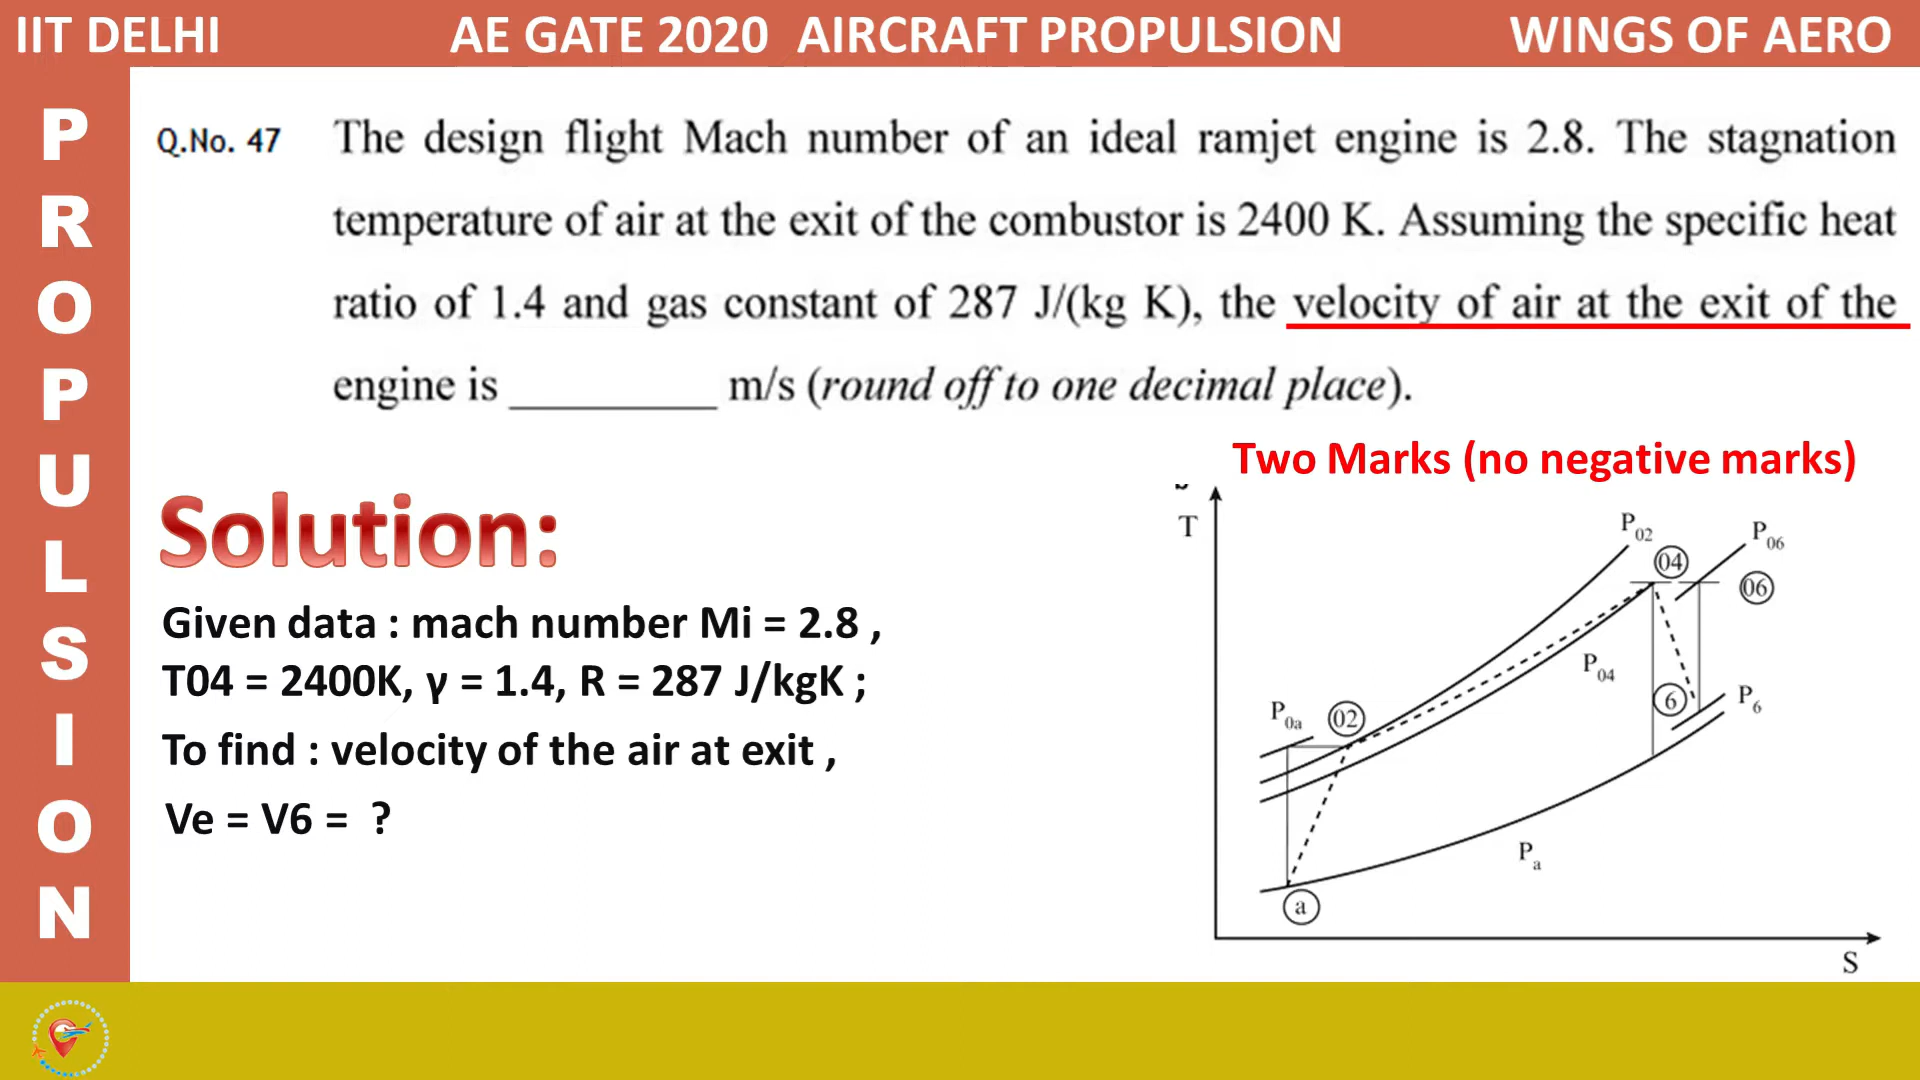 IIT DELHI AE GATE 2020 AIRCRAFT PROPULSION WINGS OF AERO
PROPULSION
Q.No. 47 The design flight Mach number of an ideal ramjet engine is 2.8. The stagnation
temperature of air at the exit of the combustor is 2400 K. Assuming the specific heat
ratio of 1.4 and gas constant of 287 J/(kg K), the velocity of air at the exit of the
engine is __________ m/s (round off to one decimal place).
Two Marks (no negative marks)
Solution:
Given data : mach number Mi = 2.8 ,
T04 = 2400K, γ = 1.4, R = 287 J/kgK ;
To find : velocity of the air at exit ,
Ve = V6 = ?
T
P02
P06
04
06
P04
P0a
02
6
P6
Pa
a
S